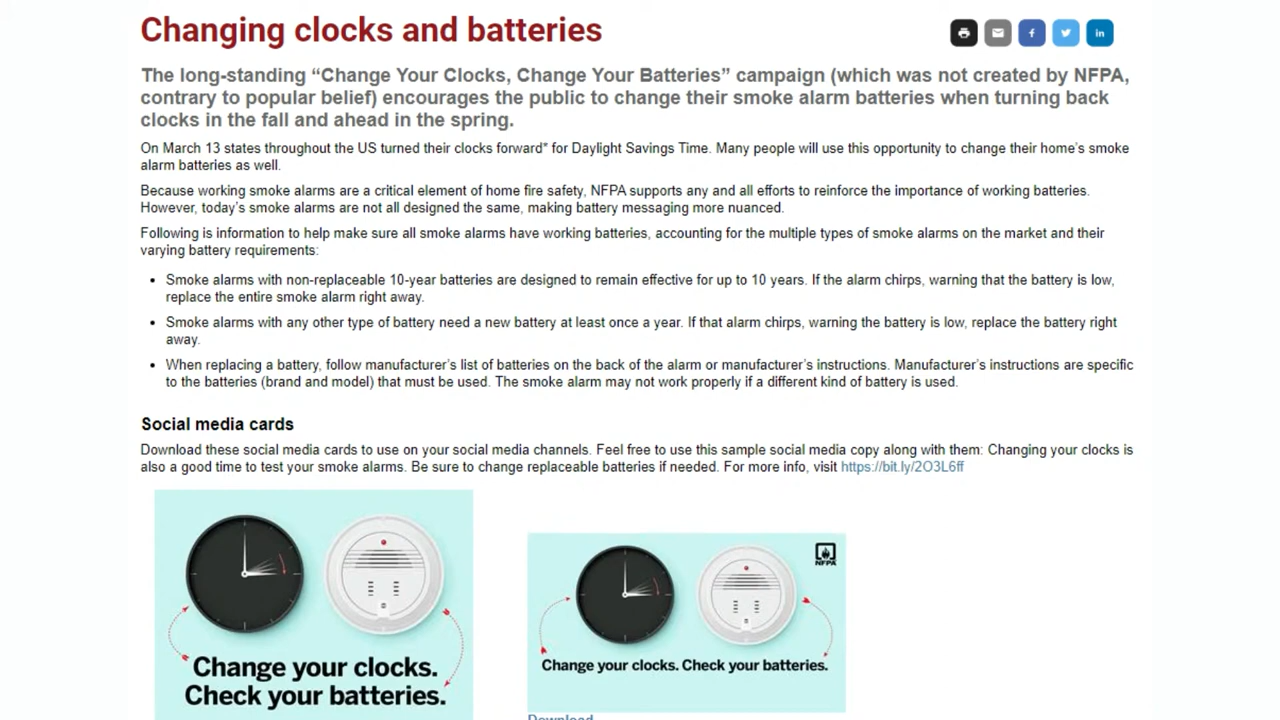 Changing clocks and batteries
The long-standing “Change Your Clocks, Change Your Batteries” campaign (which was not created by NFPA,
contrary to popular belief) encourages the public to change their smoke alarm batteries when turning back
clocks in the fall and ahead in the spring.
On March 13 states throughout the US turned their clocks forward* for Daylight Savings Time. Many people will use this opportunity to change their home’s smoke
alarm batteries as well.
Because working smoke alarms are a critical element of home fire safety, NFPA supports any and all efforts to reinforce the importance of working batteries.
However, today’s smoke alarms are not all designed the same, making battery messaging more nuanced.
Following is information to help make sure all smoke alarms have working batteries, accounting for the multiple types of smoke alarms on the market and their
varying battery requirements:
• Smoke alarms with non-replaceable 10-year batteries are designed to remain effective for up to 10 years. If the alarm chirps, warning that the battery is low,
replace the entire smoke alarm right away.
• Smoke alarms with any other type of battery need a new battery at least once a year. If that alarm chirps, warning the battery is low, replace the battery right
away.
• When replacing a battery, follow manufacturer’s list of batteries on the back of the alarm or manufacturer’s instructions. Manufacturer’s instructions are specific
to the batteries (brand and model) that must be used. The smoke alarm may not work properly if a different kind of battery is used.
Social media cards
Download these social media cards to use on your social media channels. Feel free to use this sample social media copy along with them: Changing your clocks is
also a good time to test your smoke alarms. Be sure to change replaceable batteries if needed. For more info, visit https://bit.ly/2O3L6ff
Change your clocks.
Check your batteries.
NFPA
Change your clocks. Check your batteries.
Download